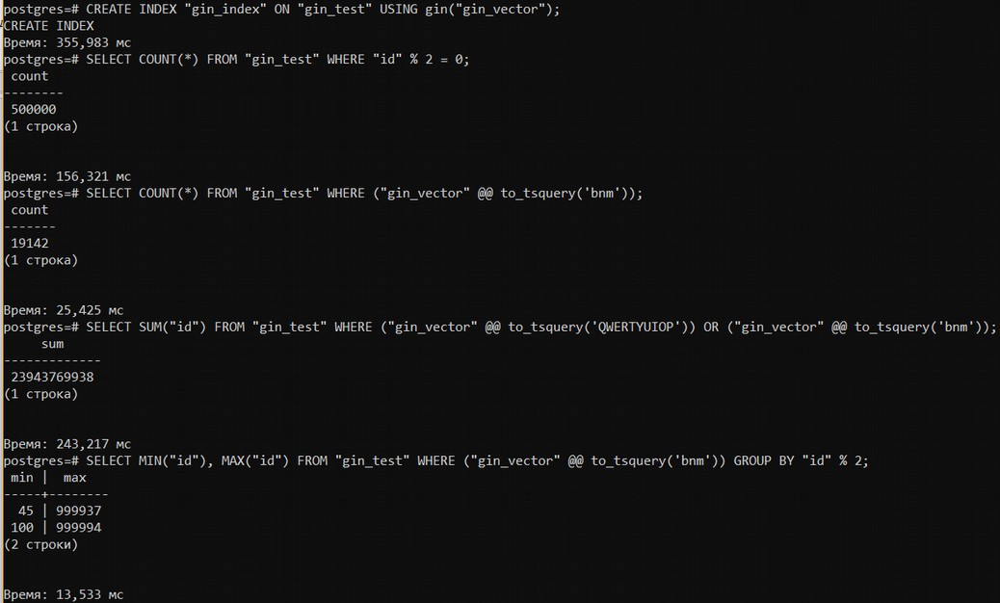 postgres=# CREATE INDEX "gin_index" ON "gin_test" USING gin("gin_vector");
CREATE INDEX
Время: 355,983 мс
postgres=# SELECT COUNT(*) FROM "gin_test" WHERE "id" % 2 = 0;
 count
--------
 500000
(1 строка)


Время: 156,321 мс
postgres=# SELECT COUNT(*) FROM "gin_test" WHERE ("gin_vector" @@ to_tsquery('bnm'));
 count
-------
 19142
(1 строка)


Время: 25,425 мс
postgres=# SELECT SUM("id") FROM "gin_test" WHERE ("gin_vector" @@ to_tsquery('QWERTYUIOP')) OR ("gin_vector" @@ to_tsquery('bnm'));
     sum
-------------
 23943769938
(1 строка)


Время: 243,217 мс
postgres=# SELECT MIN("id"), MAX("id") FROM "gin_test" WHERE ("gin_vector" @@ to_tsquery('bnm')) GROUP BY "id" % 2;
 min |  max
-----+--------
  45 | 999937
 100 | 999994
(2 строки)


Время: 13,533 мс